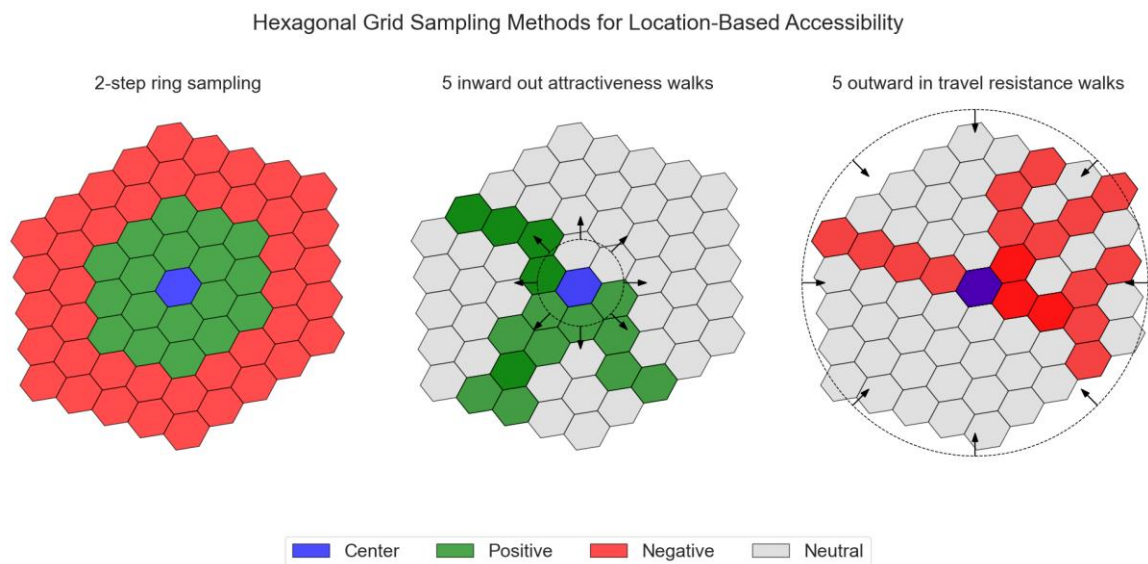 Hexagonal Grid Sampling Methods for Location-Based Accessibility
2-step ring sampling
5 inward out attractiveness walks
5 outward in travel resistance walks
Center
Positive
Negative
Neutral